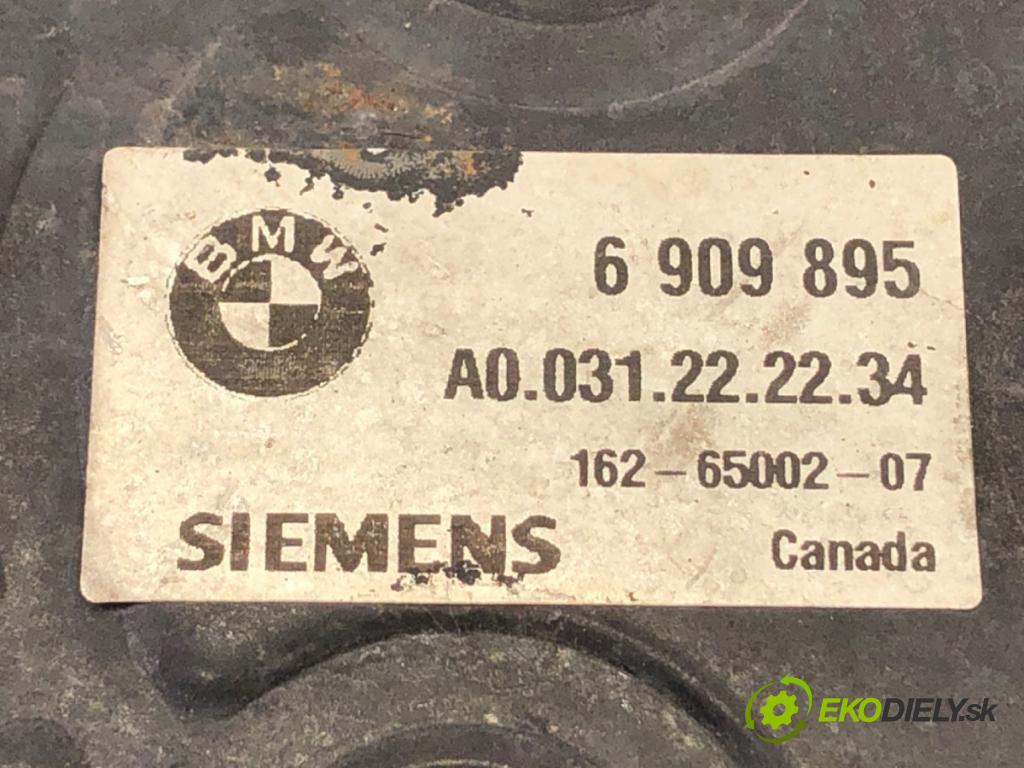 BMW
6 909 895
A0.031.22.22.34
162-65002-07
SIEMENS
Canada
EKODIELY.sk